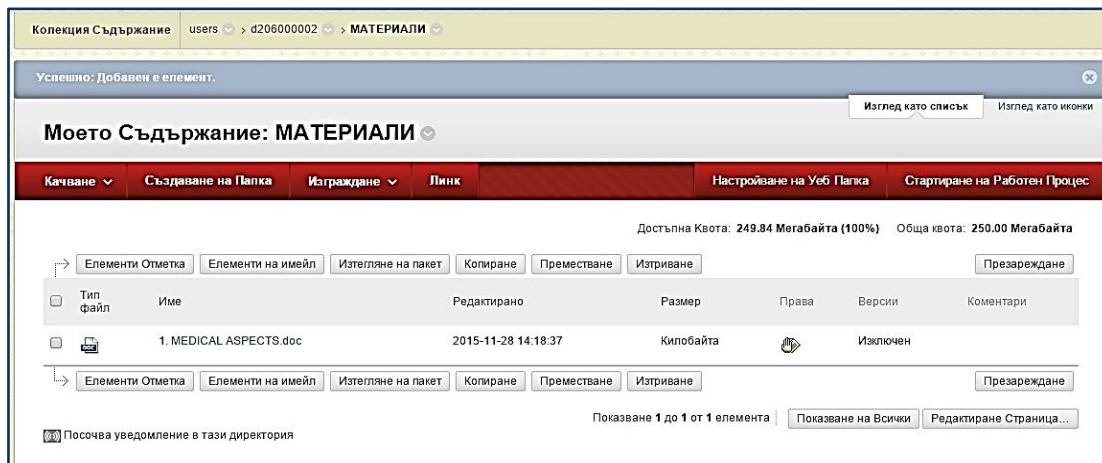 Колекция Съдържание users > d206000002 > МАТЕРИАЛИ
Успешно: Добавен е елемент.
Изглед като списък Изглед като иконки
Моето Съдържание: МАТЕРИАЛИ
Качване Създаване на Папка Изграждане Линк Настройване на Уеб Папка Стартиране на Работен Процес
Достъпна Квота: 249.84 Мегабайта (100%) Обща квота: 250.00 Мегабайта
Елементи Отметка Елементи на имейл Изтегляне на пакет Копиране Преместване Изтриване Презареждане
Тип файл Име Редактирано Размер Права Версии Коментари
1. MEDICAL ASPECTS.doc 2015-11-28 14:18:37 Килобайта Изключен
Елементи Отметка Елементи на имейл Изтегляне на пакет Копиране Преместване Изтриване Презареждане
Показване 1 до 1 от 1 елемента Показване на Всички Редактиране Страница...
Посочва уведомление в тази директория